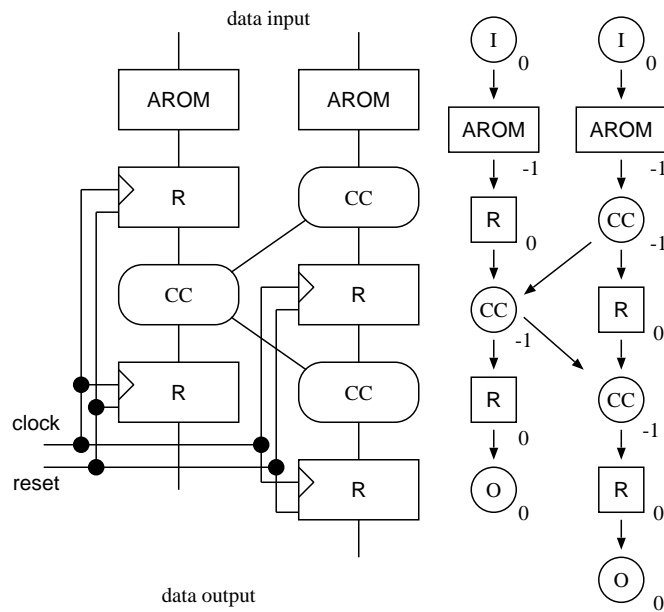 data input
I
0
I
0
AROM
AROM
AROM
-1
AROM
-1
R
CC
R
0
CC
-1
CC
R
CC
-1
R
0
R
CC
R
0
CC
-1
clock
reset
R
O
0
R
0
data output
O
0